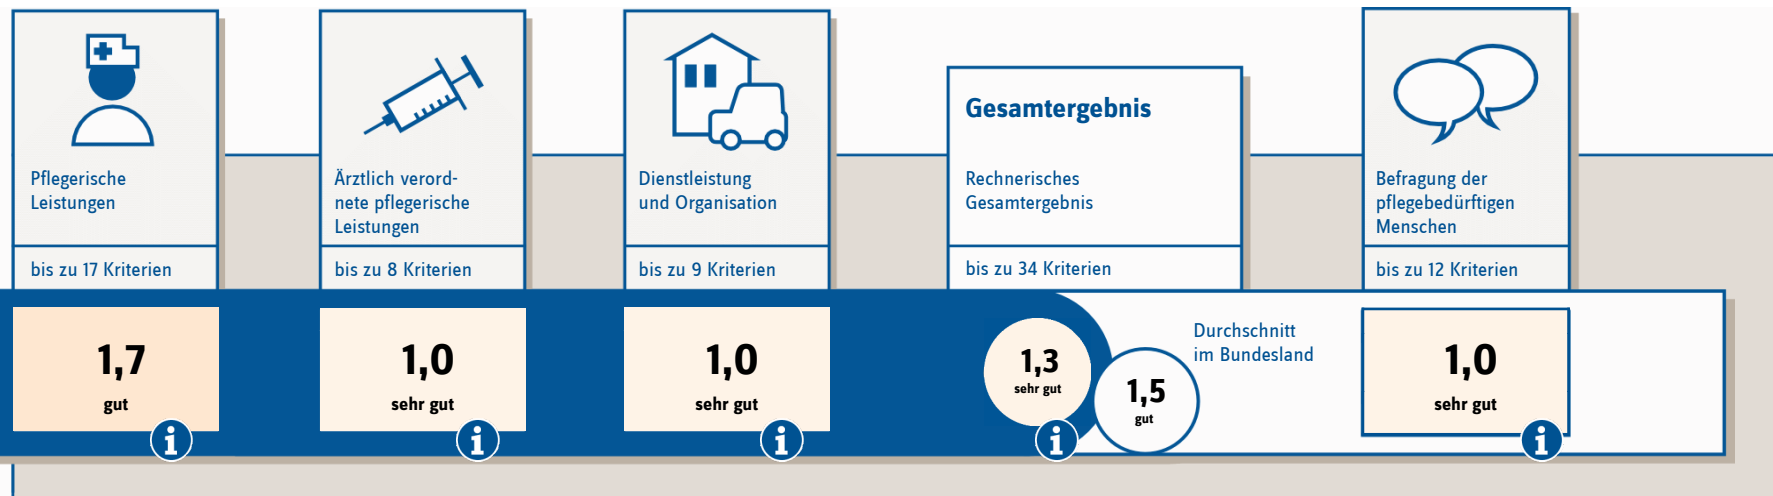 Pflegerische
Leistungen
bis zu 17 Kriterien
1,7
gut
Ärztlich verord-
nete pflegerische
Leistungen
bis zu 8 Kriterien
1,0
sehr gut
Dienstleistung
und Organisation
bis zu 9 Kriterien
1,0
sehr gut
Gesamtergebnis
Rechnerisches
Gesamtergebnis
bis zu 34 Kriterien
1,3
sehr gut
Durchschnitt
im Bundesland
1,5
gut
Befragung der
pflegebedürftigen
Menschen
bis zu 12 Kriterien
1,0
sehr gut